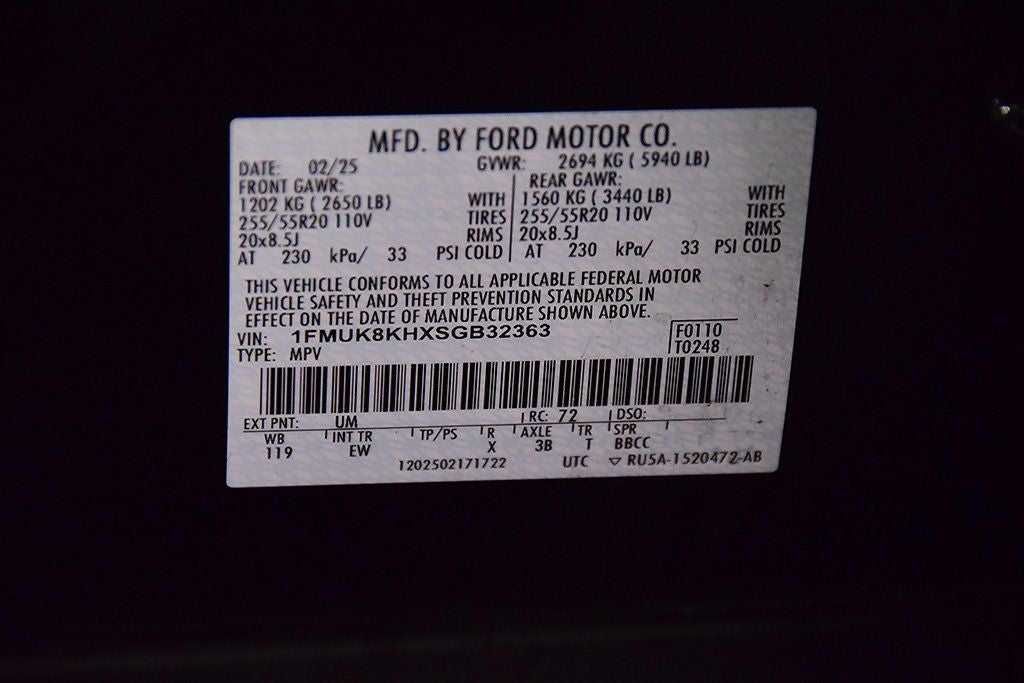 MFD. BY FORD MOTOR CO.
DATE: 02/25 GVWR: 2694 KG ( 5940 LB)
FRONT GAWR: REAR GAWR:
1202 KG ( 2650 LB) WITH 1560 KG ( 3440 LB) WITH
255/55R20 110V TIRES 255/55R20 110V TIRES
20x8.5J RIMS 20x8.5J RIMS
AT 230 kPa/ 33 PSI COLD AT 230 kPa/ 33 PSI COLD
THIS VEHICLE CONFORMS TO ALL APPLICABLE FEDERAL MOTOR
VEHICLE SAFETY AND THEFT PREVENTION STANDARDS IN
EFFECT ON THE DATE OF MANUFACTURE SHOWN ABOVE.
VIN: 1FMUK8KHXSGB32363 F0110
TYPE: MPV T0248
EXT PNT: UM RC: 72 DSO:
WB INT TR TP/PS R AXLE TR SPR
119 EW X 3B T BBCC
1202502171722 UTC ▽ RU5A-1520472-AB